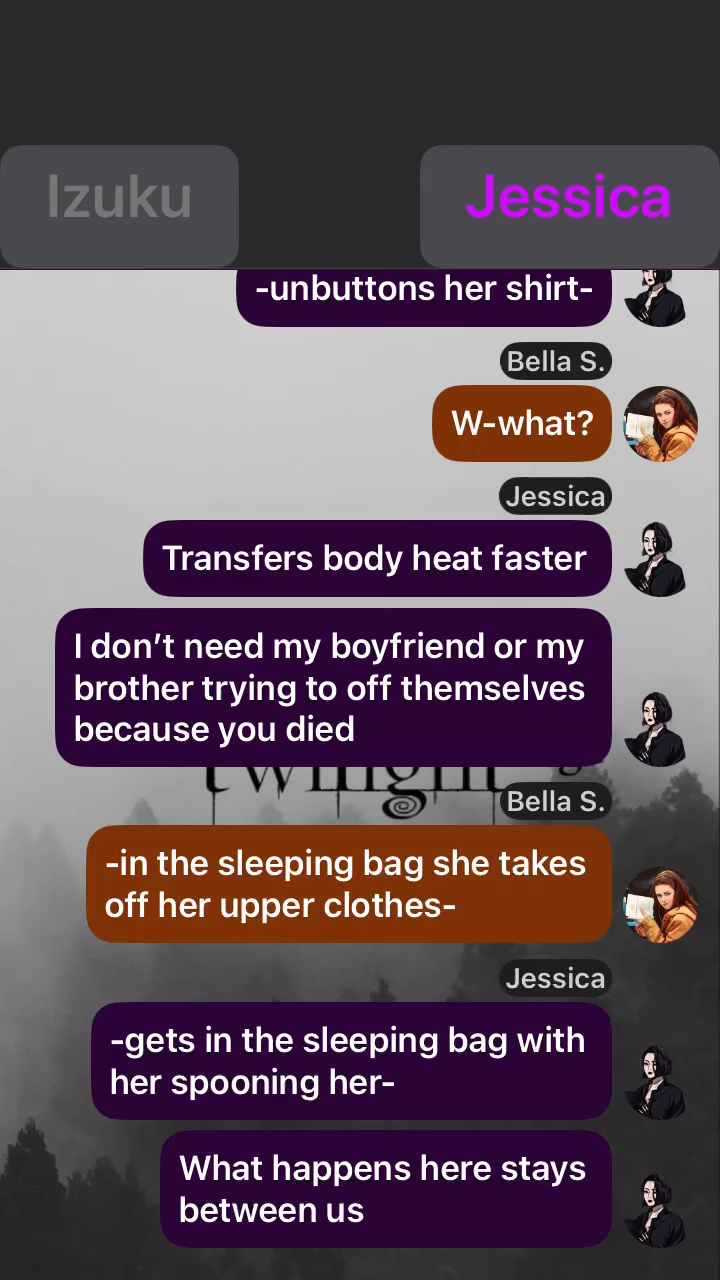 Izuku
Jessica
-unbuttons her shirt-
Bella S.
W-what?
Jessica
Transfers body heat faster
I don’t need my boyfriend or my
brother trying to off themselves
because you died
twilight
Bella S.
-in the sleeping bag she takes
off her upper clothes-
Jessica
-gets in the sleeping bag with
her spooning her-
What happens here stays
between us